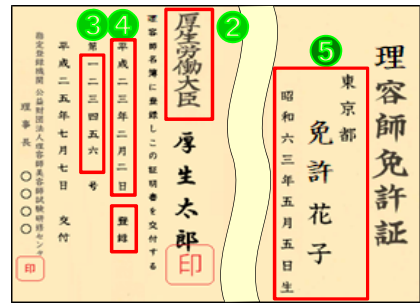 理容師免許証
⑤
東京都
免許花子
昭和六三年五月五日生
②
厚生労働大臣
厚生太郎
印
理容師名簿に登録しこの証明書を交付する
④
平成二三年二月二日 登録
③
第一二三四五六号
平成二五年七月七日 交付
指定登録機関 公益財団法人理容師美容師試験研修センター
理事長 〇〇〇〇
印